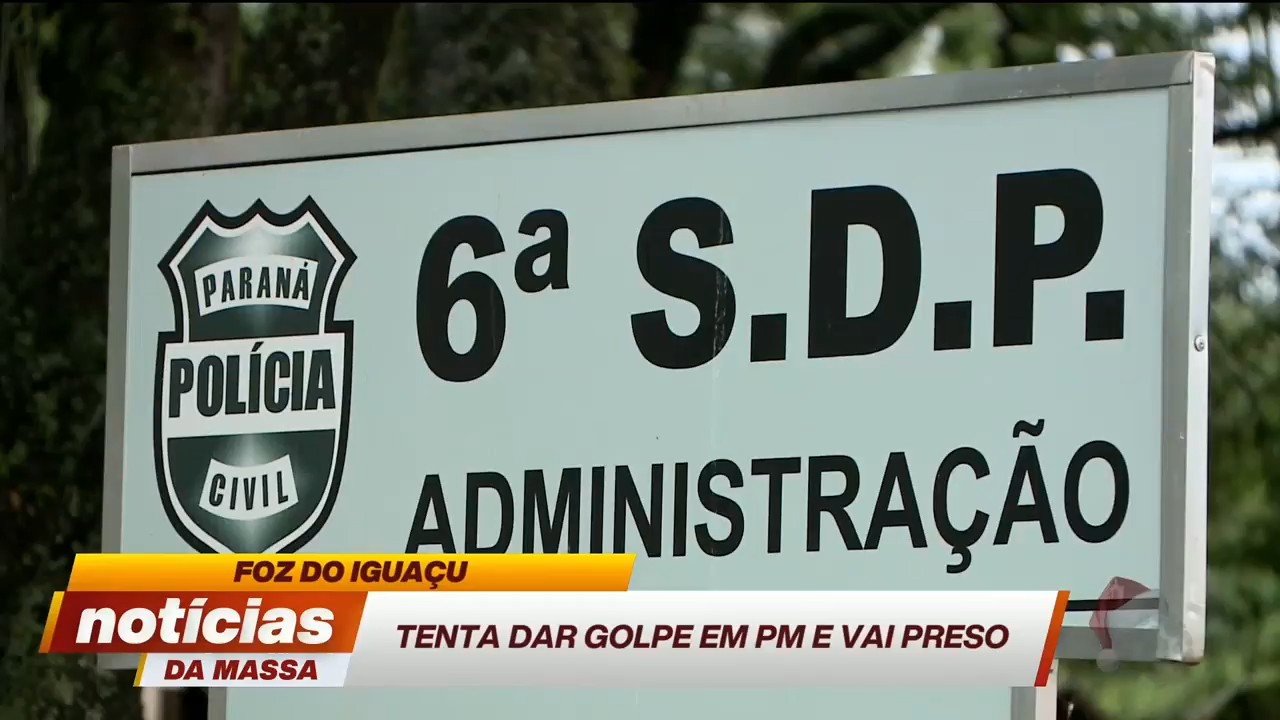 PARANÁ
POLÍCIA
CIVIL
6ª S.D.P.
ADMINISTRAÇÃO
FOZ DO IGUAÇU
notícias
DA MASSA
TENTA DAR GOLPE EM PM E VAI PRESO